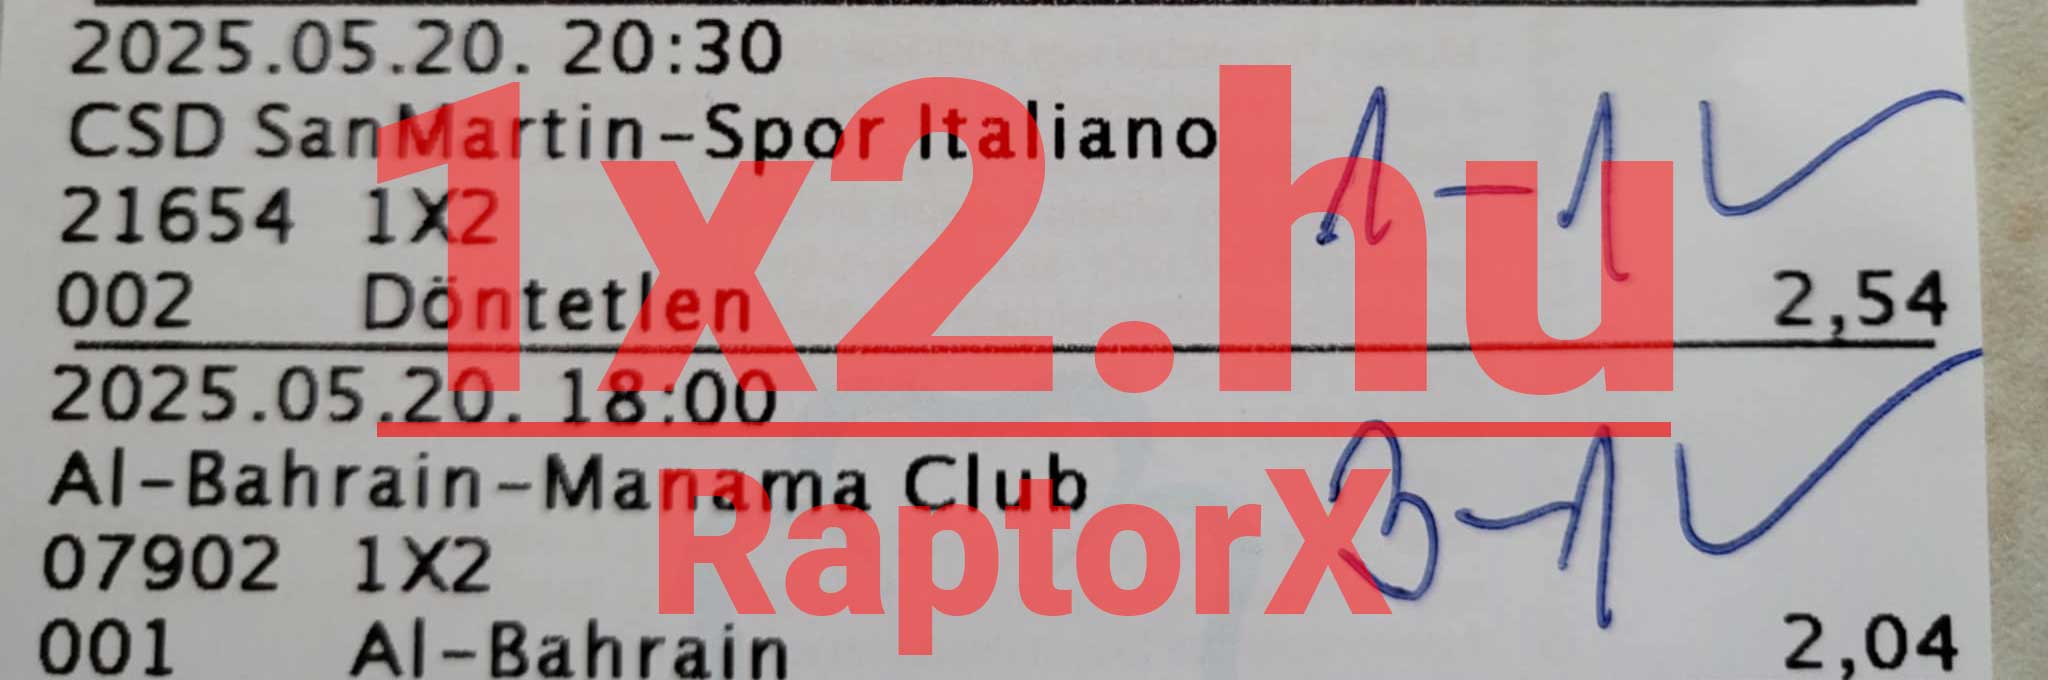 2025.05.20. 20:30
CSD SanMartin-Spor Italiano 1-1
21654 1X2
002 Döntetlen 2,54
2025.05.20. 18:00
Al-Bahrain-Manama Club 3-1
07902 1X2
001 Al-Bahrain 2,04
1x2.hu
RaptorX